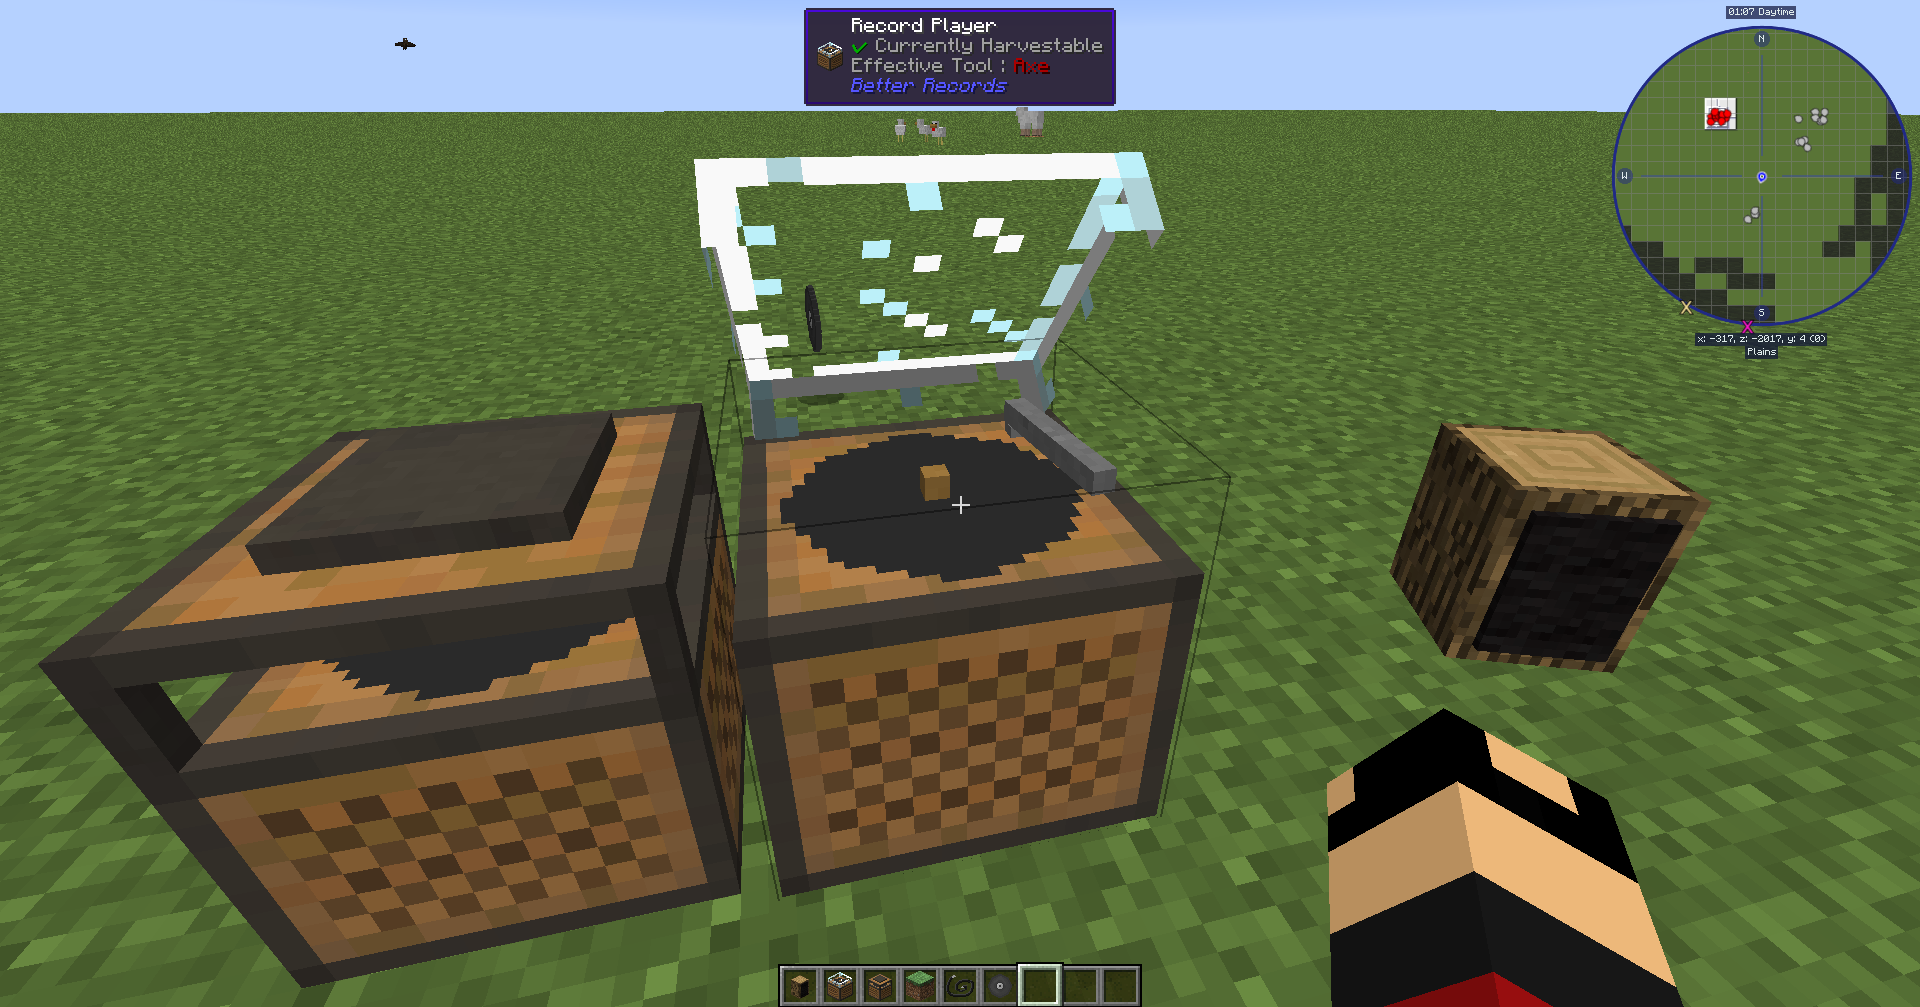 Record Player
✓ Currently Harvestable
Effective Tool : Axe
Better Records
01:07 Daytime
N
W
E
S
x: -317, z: -2017, y: 4 (0)
Plains